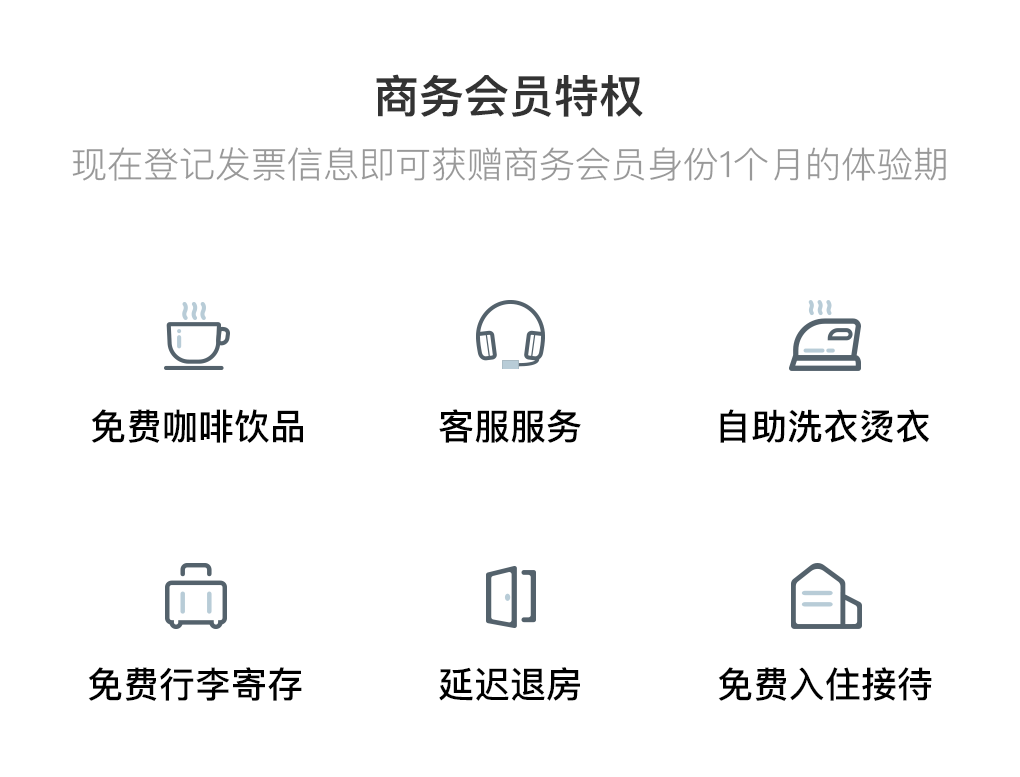 商务会员特权
现在登记发票信息即可获赠商务会员身份1个月的体验期
免费咖啡饮品
客服服务
自助洗衣烫衣
免费行李寄存
延迟退房
免费入住接待